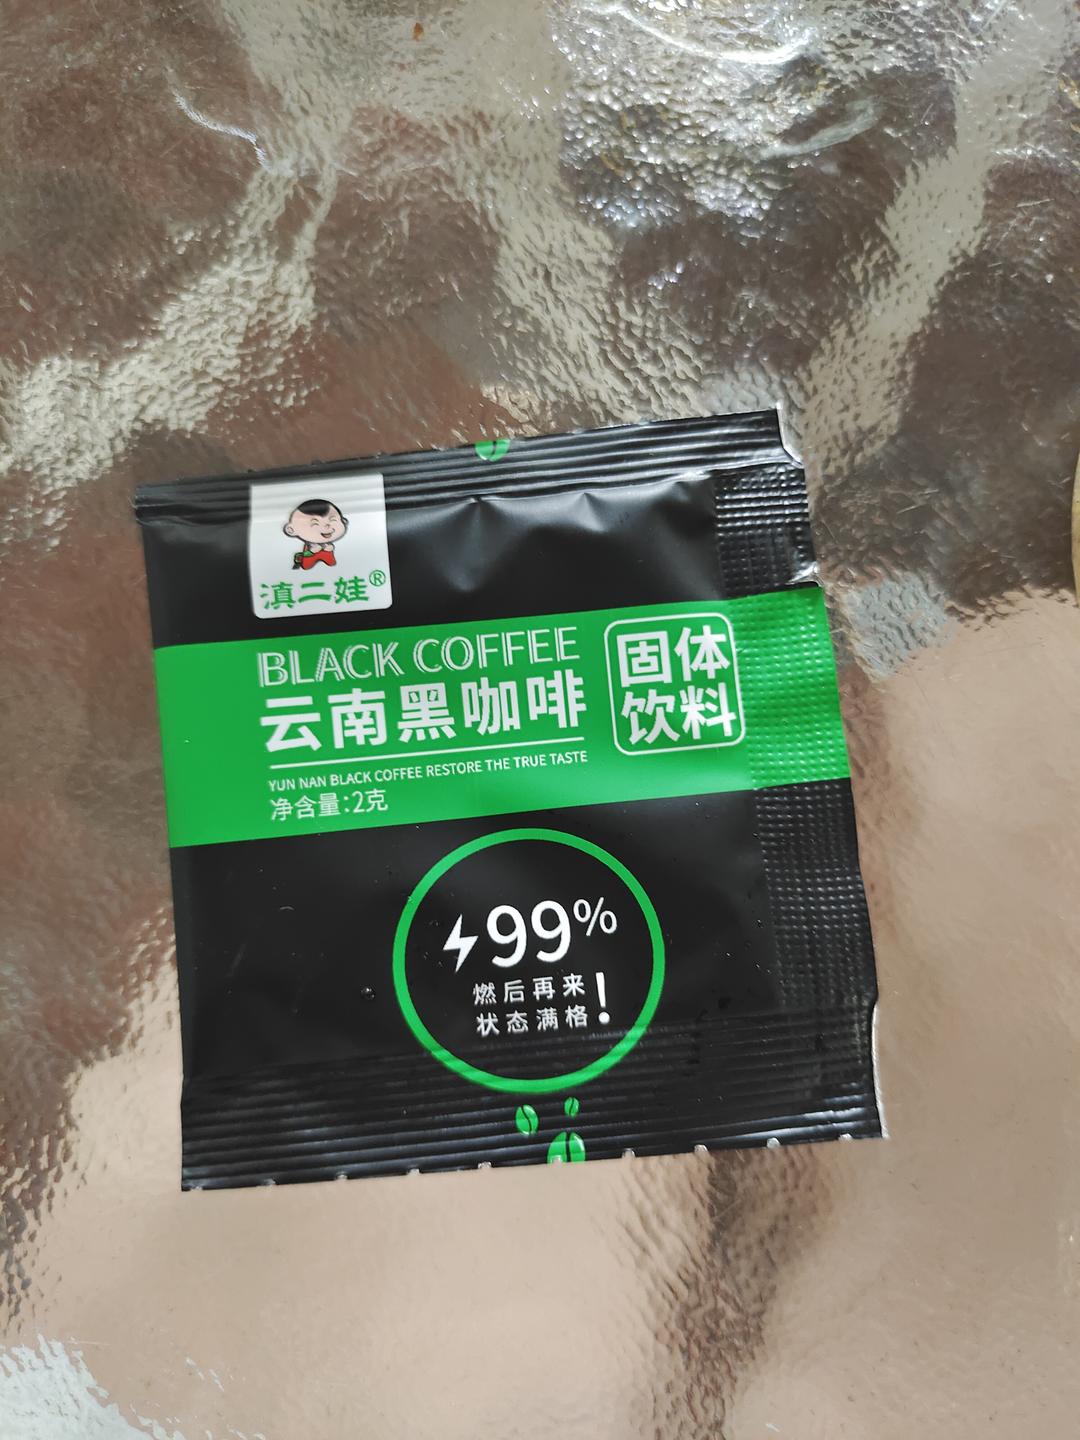 滇二娃®
BLACK COFFEE
云南黑咖啡
固体
饮料
YUN NAN BLACK COFFEE RESTORE THE TRUE TASTE
净含量:2克
99%
燃后再来
状态满格!